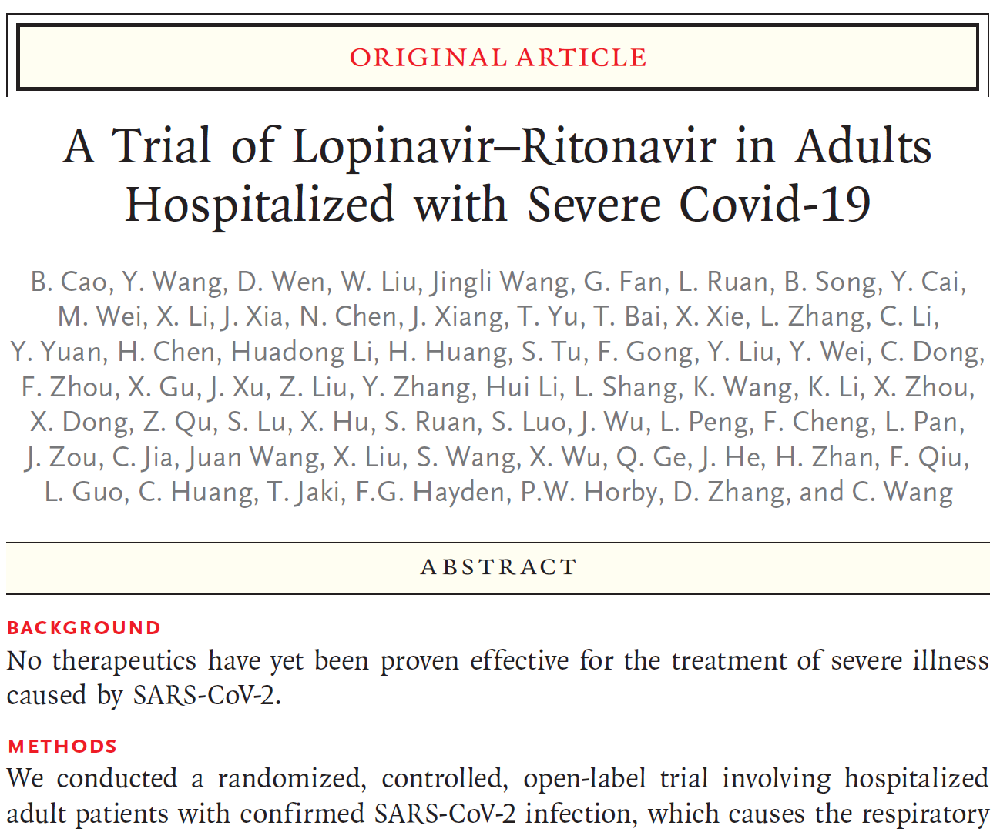 ORIGINAL ARTICLE
A Trial of Lopinavir–Ritonavir in Adults
Hospitalized with Severe Covid-19
B. Cao, Y. Wang, D. Wen, W. Liu, Jingli Wang, G. Fan, L. Ruan, B. Song, Y. Cai,
M. Wei, X. Li, J. Xia, N. Chen, J. Xiang, T. Yu, T. Bai, X. Xie, L. Zhang, C. Li,
Y. Yuan, H. Chen, Huadong Li, H. Huang, S. Tu, F. Gong, Y. Liu, Y. Wei, C. Dong,
F. Zhou, X. Gu, J. Xu, Z. Liu, Y. Zhang, Hui Li, L. Shang, K. Wang, K. Li, X. Zhou,
X. Dong, Z. Qu, S. Lu, X. Hu, S. Ruan, S. Luo, J. Wu, L. Peng, F. Cheng, L. Pan,
J. Zou, C. Jia, Juan Wang, X. Liu, S. Wang, X. Wu, Q. Ge, J. He, H. Zhan, F. Qiu,
L. Guo, C. Huang, T. Jaki, F.G. Hayden, P.W. Horby, D. Zhang, and C. Wang
ABSTRACT
BACKGROUND
No therapeutics have yet been proven effective for the treatment of severe illness
caused by SARS-CoV-2.
METHODS
We conducted a randomized, controlled, open-label trial involving hospitalized
adult patients with confirmed SARS-CoV-2 infection, which causes the respiratory